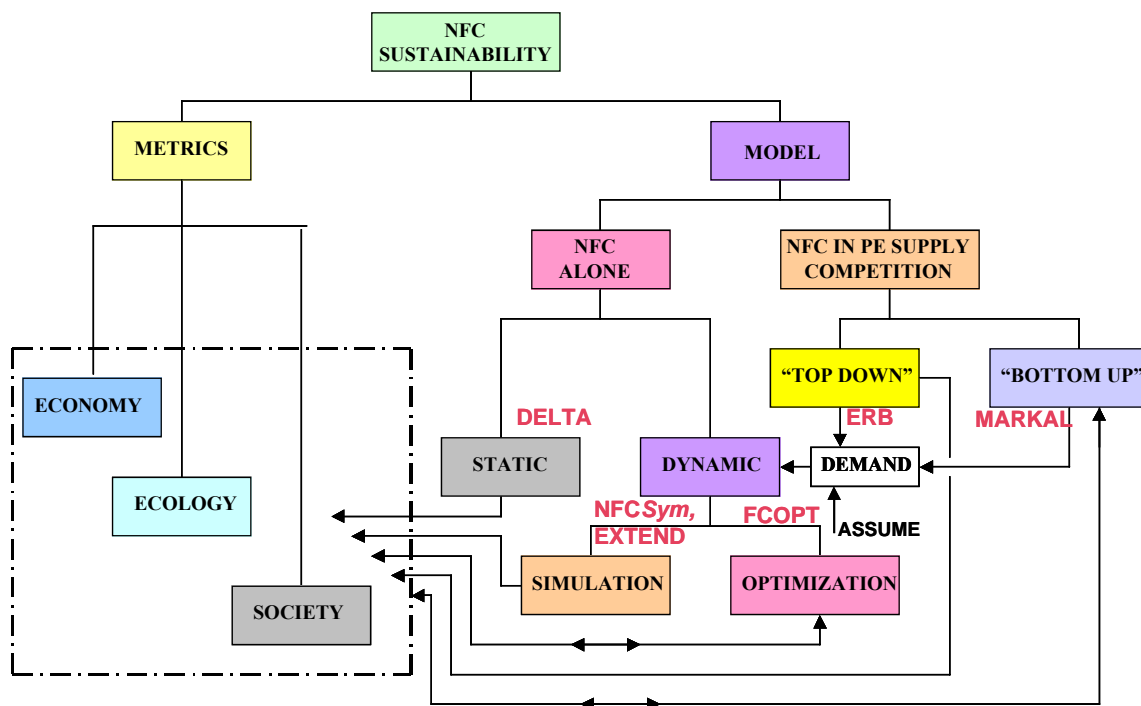 NFC
SUSTAINABILITY
METRICS
MODEL
NFC
ALONE
NFC IN PE SUPPLY
COMPETITION
ECONOMY
"TOP DOWN"
"BOTTOM UP"
DELTA
ERB
MARKAL
STATIC
DYNAMIC
DEMAND
ECOLOGY
NFCSym,
EXTEND
FCOPT
ASSUME
SIMULATION
OPTIMIZATION
SOCIETY